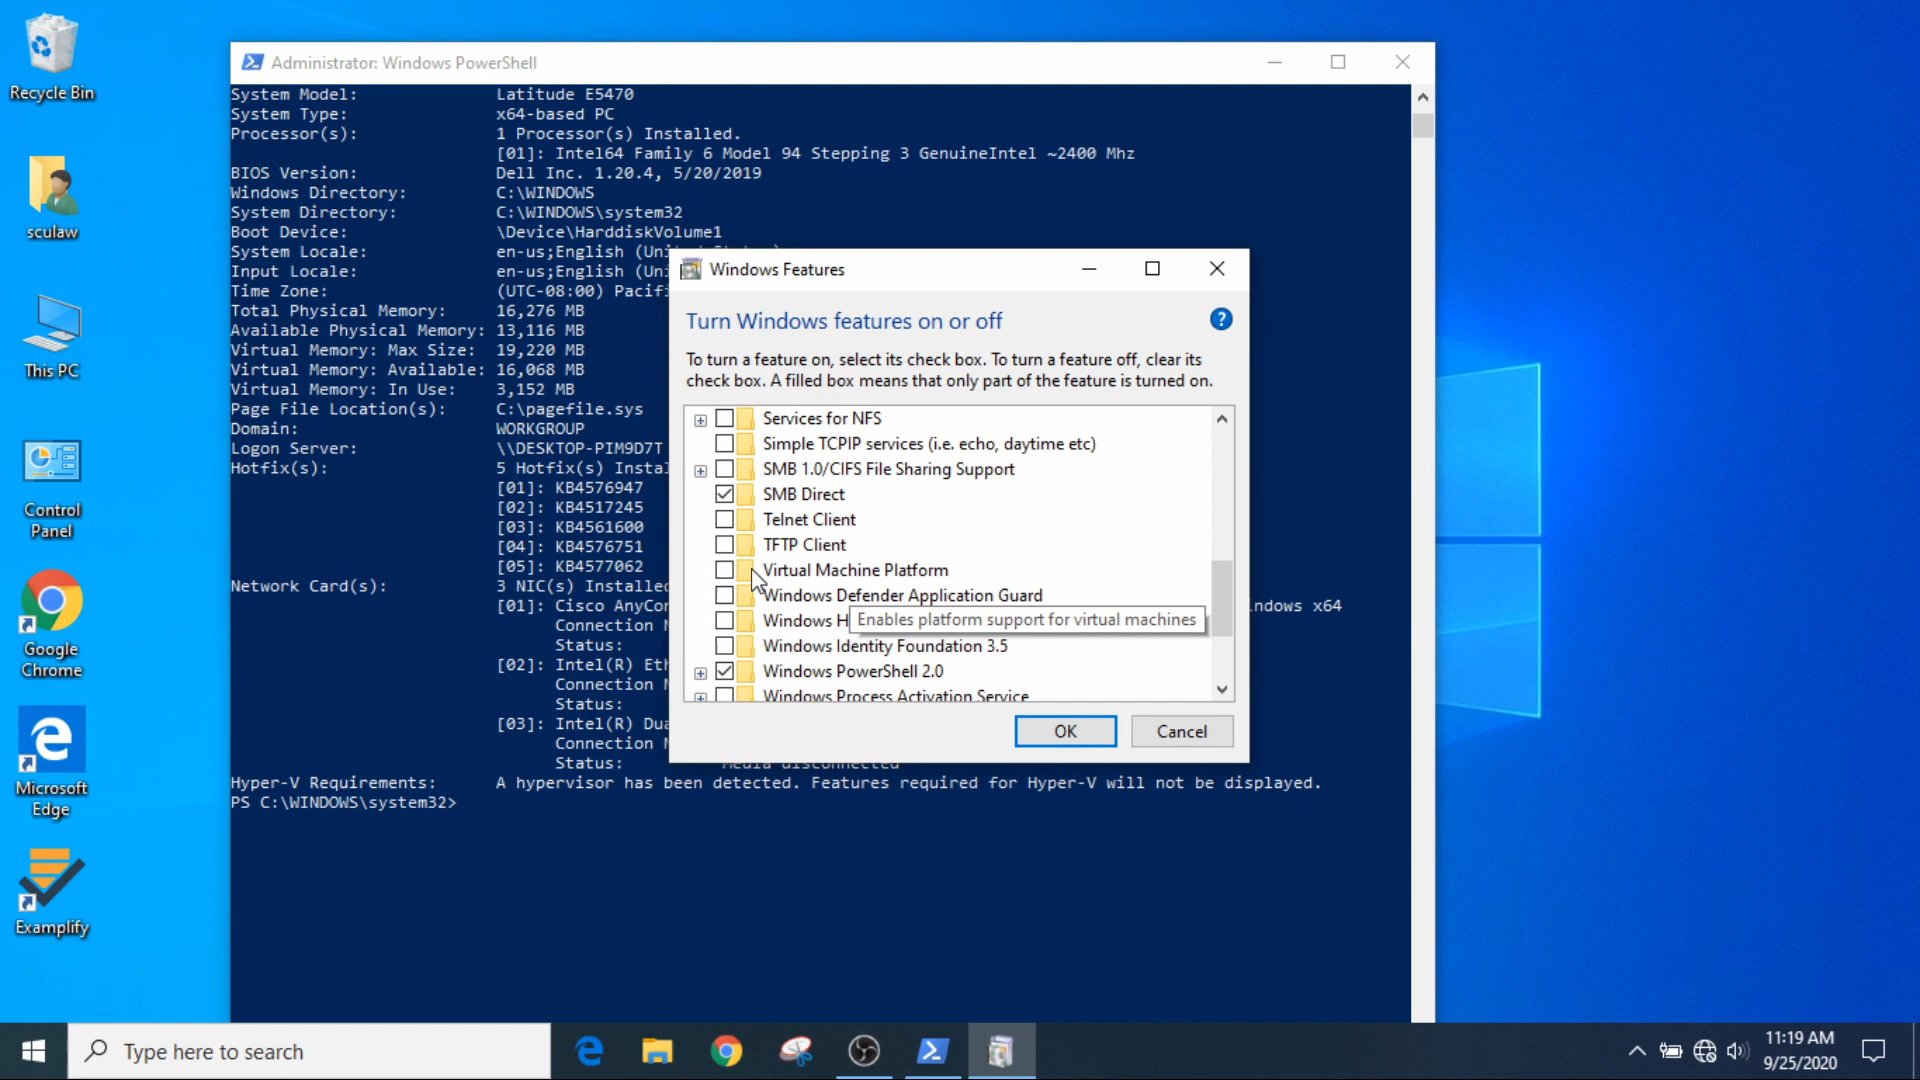 Recycle Bin
sculaw
This PC
Control
Panel
Google
Chrome
Microsoft
Edge
Examplify
Administrator: Windows PowerShell
System Model: Latitude E5470
System Type: x64-based PC
Processor(s): 1 Processor(s) Installed.
[01]: Intel64 Family 6 Model 94 Stepping 3 GenuineIntel ~2400 Mhz
BIOS Version: Dell Inc. 1.20.4, 5/20/2019
Windows Directory: C:\WINDOWS
System Directory: C:\WINDOWS\system32
Boot Device: \Device\HarddiskVolume1
System Locale: en-us;English
Input Locale: en-us;English
Time Zone: (UTC-08:00)
Total Physical Memory: 16,276 MB
Available Physical Memory: 13,116 MB
Virtual Memory: Max Size: 19,220 MB
Virtual Memory: Available: 16,068 MB
Virtual Memory: In Use: 3,152 MB
Page File Location(s): C:\pagefile.sys
Domain: WORKGROUP
Logon Server: \\DESKTOP-PIM9D7T
Hotfix(s): 5 Hotfix(s)
[01]: KB4576947
[02]: KB4517245
[03]: KB4561600
[04]: KB4576751
[05]: KB4577062
Network Card(s): 3 NIC(s)
[01]: Cisco x64
Connection
Status:
[02]: Intel(R)
Connection
Status:
[03]: Intel(R)
Connection
Status:
Hyper-V Requirements: A hypervisor has been detected. Features required for Hyper-V will not be displayed.
PS C:\WINDOWS\system32>
Windows Features
Turn Windows features on or off
?
To turn a feature on, select its check box. To turn a feature off, clear its
check box. A filled box means that only part of the feature is turned on.
Services for NFS
Simple TCPIP services (i.e. echo, daytime etc)
SMB 1.0/CIFS File Sharing Support
SMB Direct
Telnet Client
TFTP Client
Virtual Machine Platform
Windows Defender Application Guard
Windows
Enables platform support for virtual machines
Windows Identity Foundation 3.5
Windows PowerShell 2.0
Windows Process Activation Service
OK
Cancel
Type here to search
11:19 AM
9/25/2020